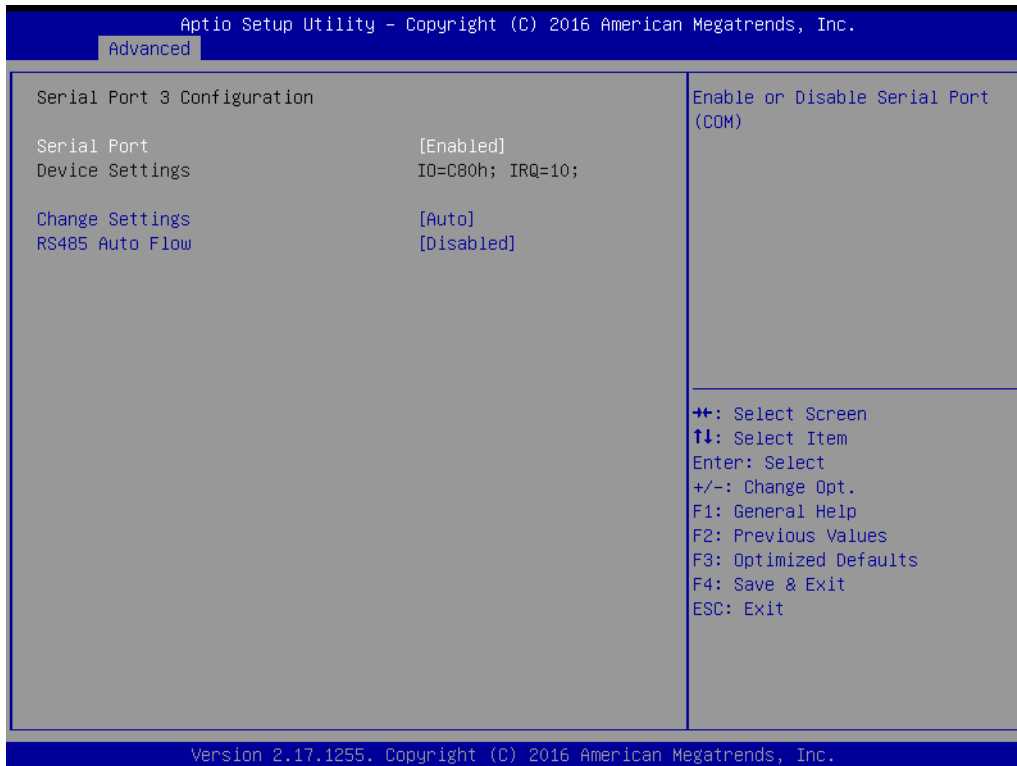 Aptio Setup Utility – Copyright (C) 2016 American Megatrends, Inc.
Advanced
Serial Port 3 Configuration
Serial Port [Enabled]
Device Settings IO=C80h; IRQ=10;
Change Settings [Auto]
RS485 Auto Flow [Disabled]
Enable or Disable Serial Port
(COM)
→←: Select Screen
↑↓: Select Item
Enter: Select
+/-: Change Opt.
F1: General Help
F2: Previous Values
F3: Optimized Defaults
F4: Save & Exit
ESC: Exit
Version 2.17.1255. Copyright (C) 2016 American Megatrends, Inc.